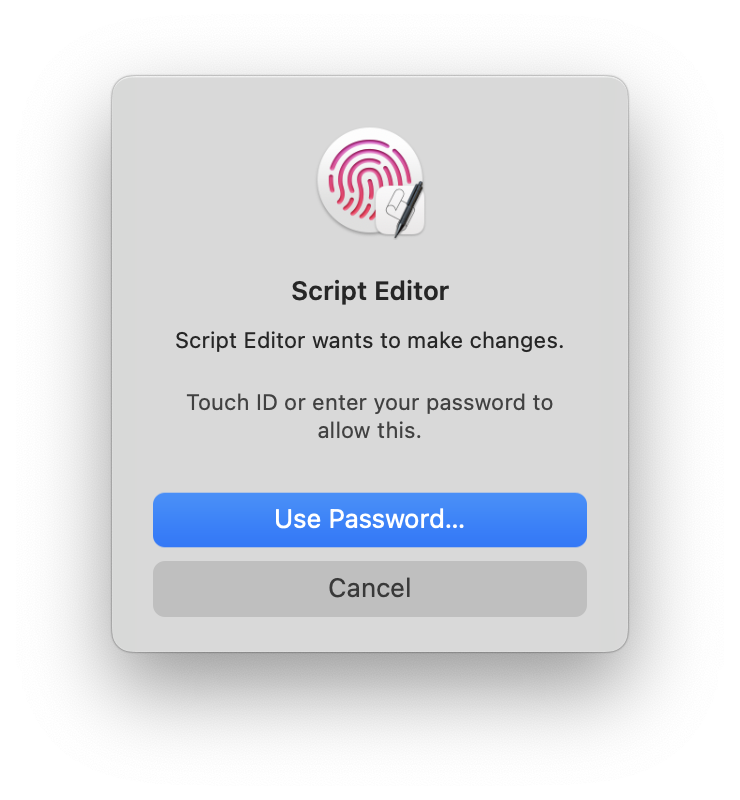 Script Editor
Script Editor wants to make changes.
Touch ID or enter your password to
allow this.
Use Password...
Cancel